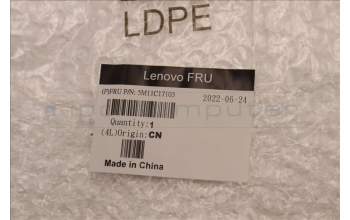 LDPE
Lenovo FRU
(P)FRU P/N: 5M11C17103
2022-06-24
Quantity:1
(4L)Origin:CN
Made in China